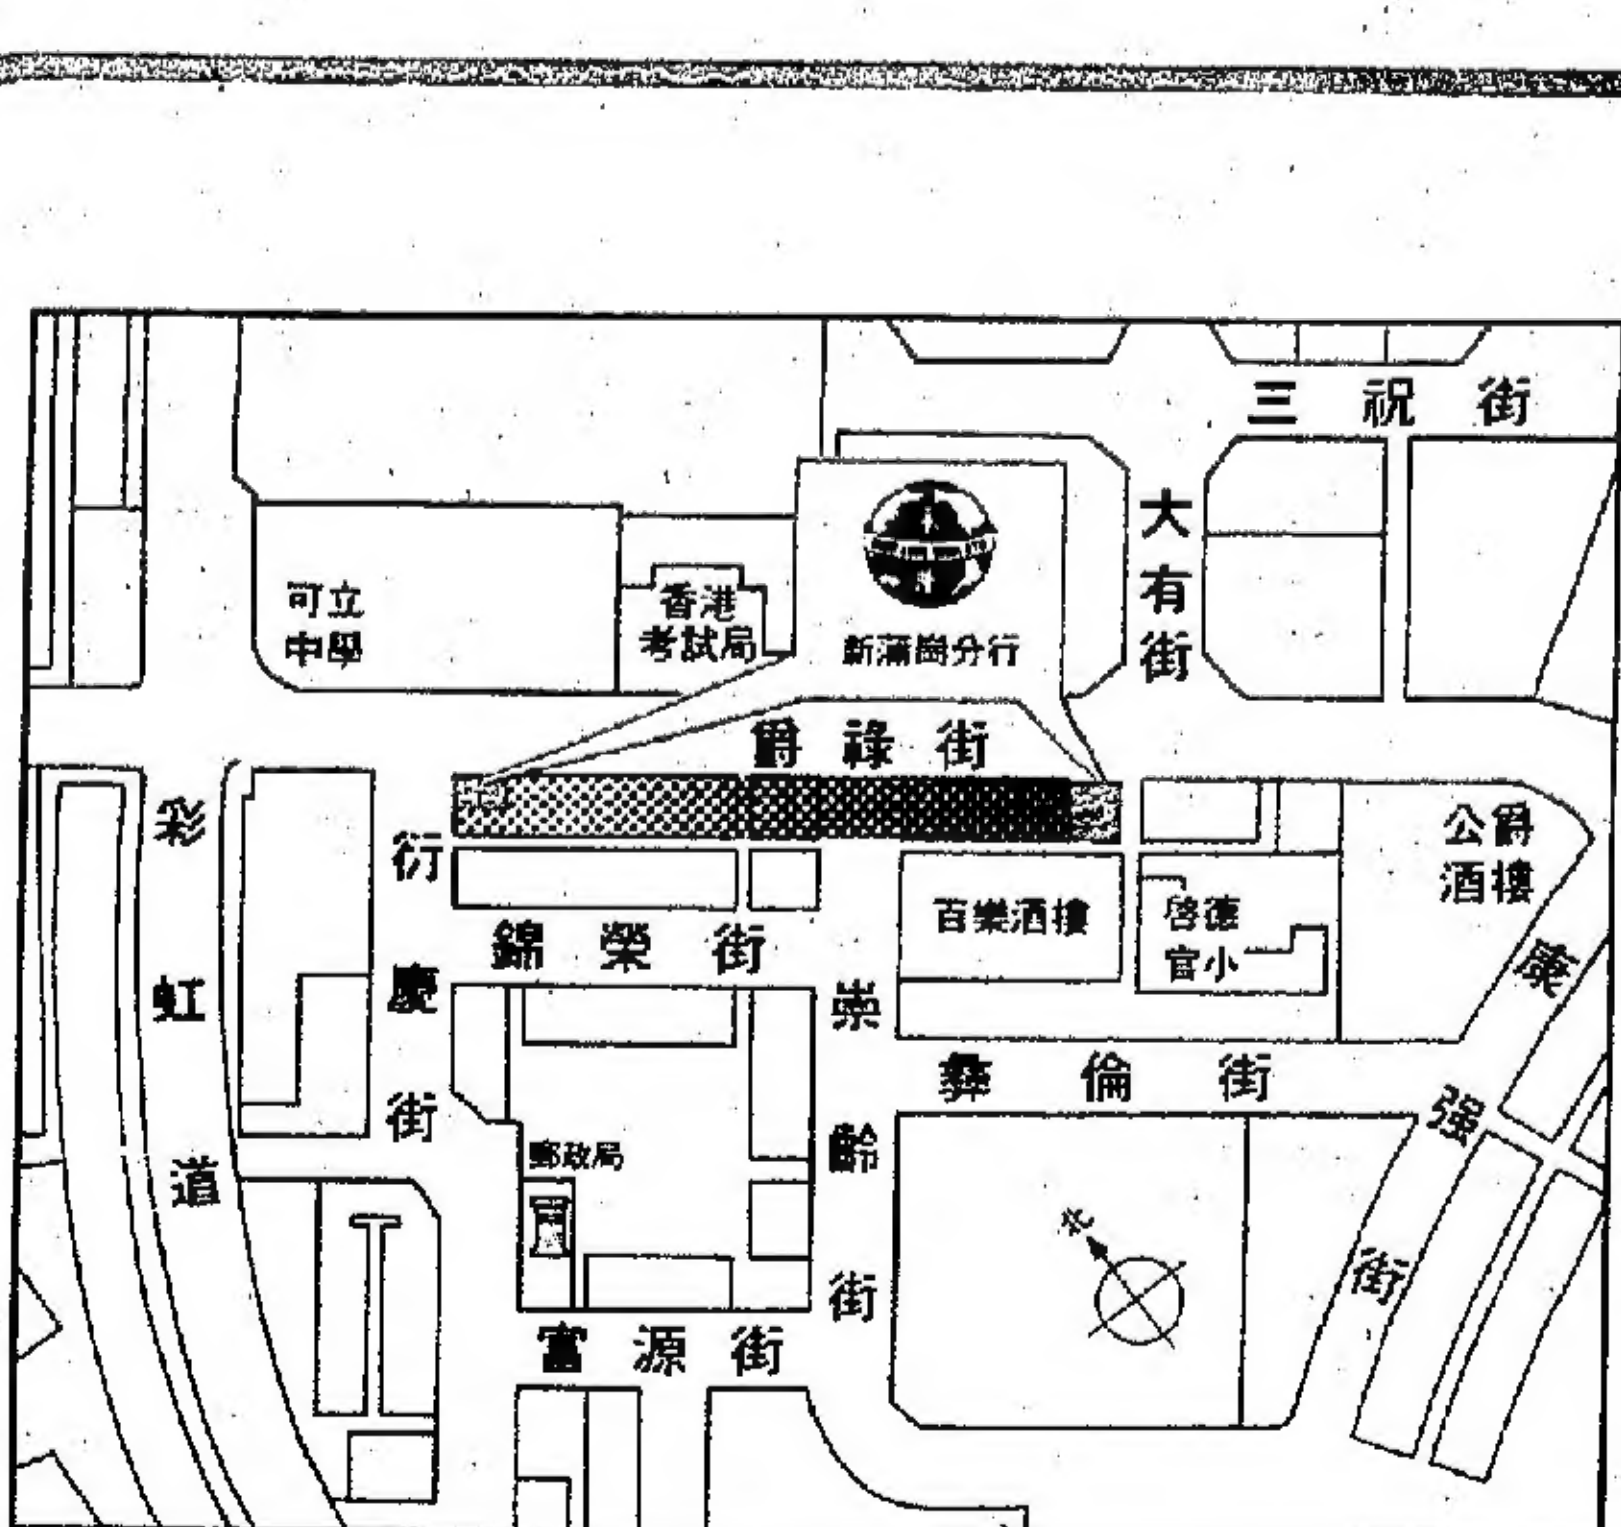 三祝街
大有街
可立
中學
香港
考試局
新蒲崗分行
爵祿街
彩虹道
衍慶街
公爵
酒樓
百樂酒樓
啓德
官小
錦榮街
崇齡街
康强街
彝倫街
郵政局
北
富源街